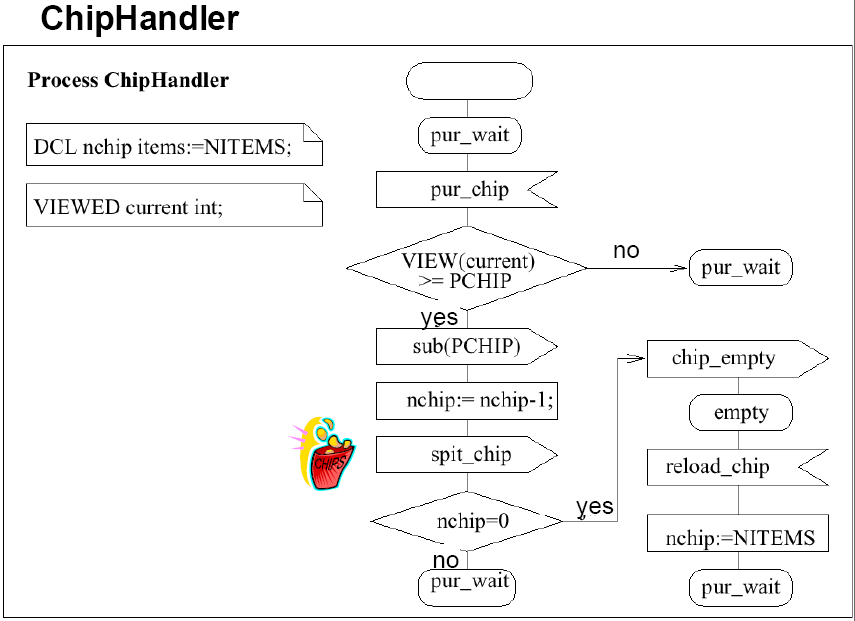 ChipHandler
Process ChipHandler
DCL nchip items:=NITEMS;
VIEWED current int;
pur_wait
pur_chip
VIEW(current)
>= PCHIP
no
pur_wait
yes
sub(PCHIP)
nchip:= nchip-1;
CHIPS
spit_chip
nchip=0
yes
no
pur_wait
chip_empty
empty
reload_chip
nchip:=NITEMS
pur_wait